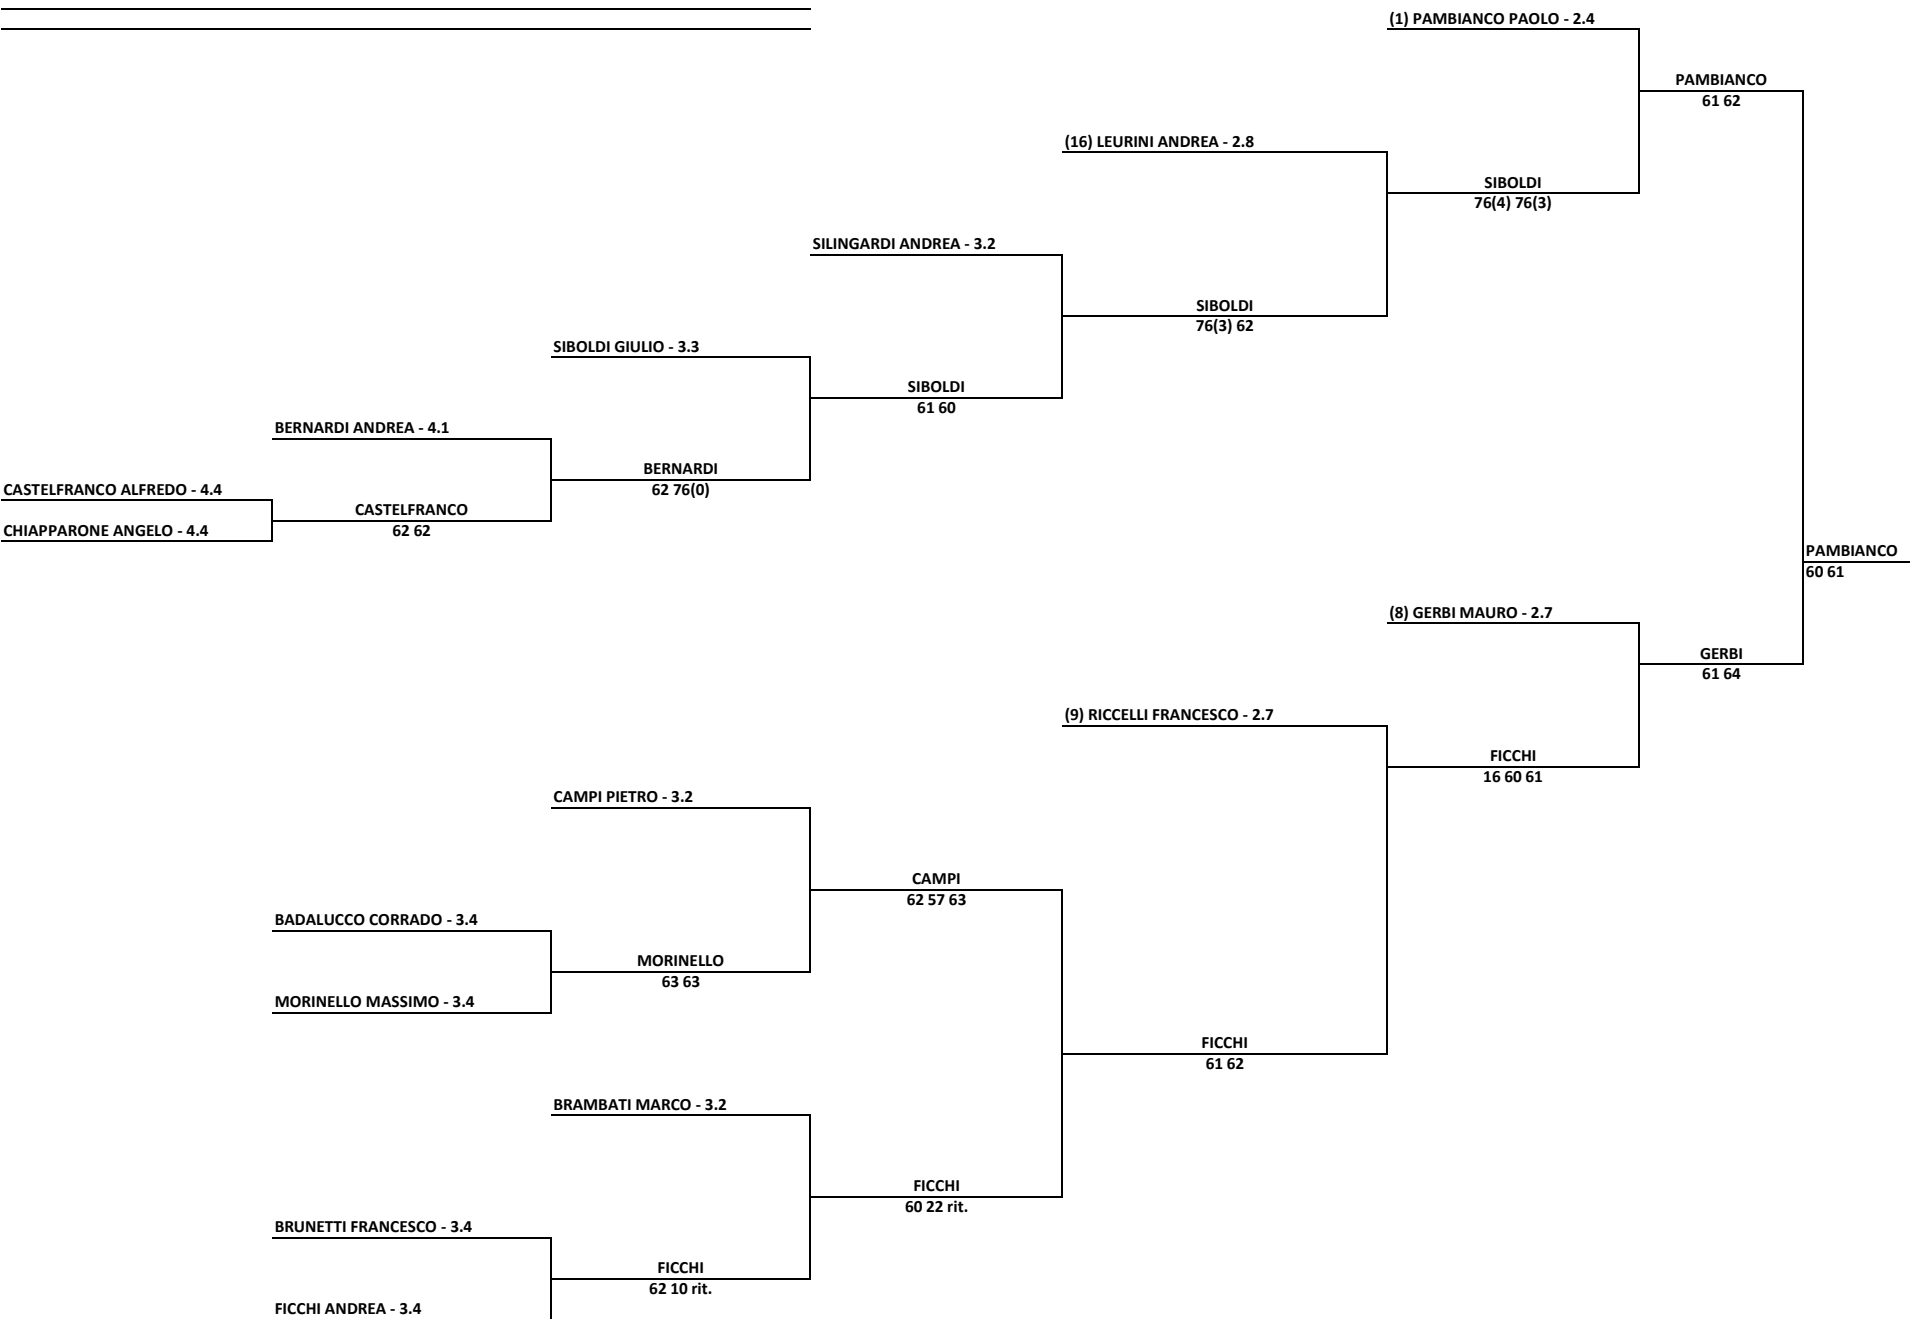 (1) PAMBIANCO PAOLO - 2.4
PAMBIANCO
61 62
(16) LEURINI ANDREA - 2.8
SIBOLDI
76(4) 76(3)
SILINGARDI ANDREA - 3.2
SIBOLDI
76(3) 62
SIBOLDI GIULIO - 3.3
SIBOLDI
61 60
BERNARDI ANDREA - 4.1
BERNARDI
62 76(0)
CASTELFRANCO ALFREDO - 4.4
CASTELFRANCO
62 62
CHIAPPARONE ANGELO - 4.4
PAMBIANCO
60 61
(8) GERBI MAURO - 2.7
GERBI
61 64
(9) RICCELLI FRANCESCO - 2.7
FICCHI
16 60 61
CAMPI PIETRO - 3.2
CAMPI
62 57 63
BADALUCCO CORRADO - 3.4
MORINELLO
63 63
MORINELLO MASSIMO - 3.4
FICCHI
61 62
BRAMBATI MARCO - 3.2
FICCHI
60 22 rit.
BRUNETTI FRANCESCO - 3.4
FICCHI
62 10 rit.
FICCHI ANDREA - 3.4